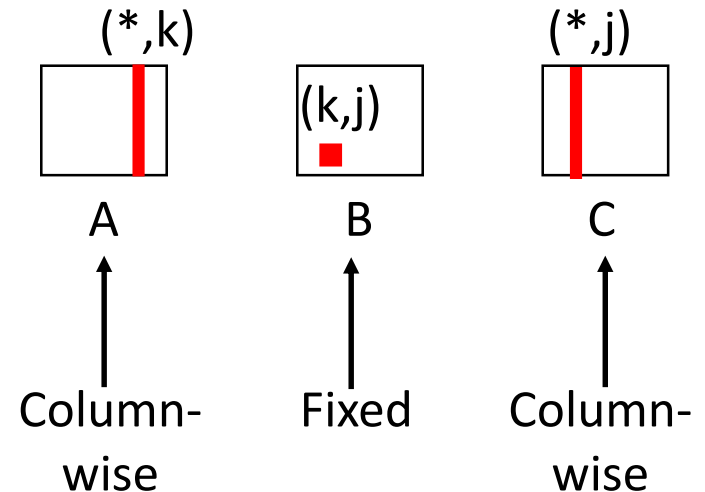 (*,k)
(*,j)
(k,j)
A
B
C
Column-
wise
Fixed
Column-
wise